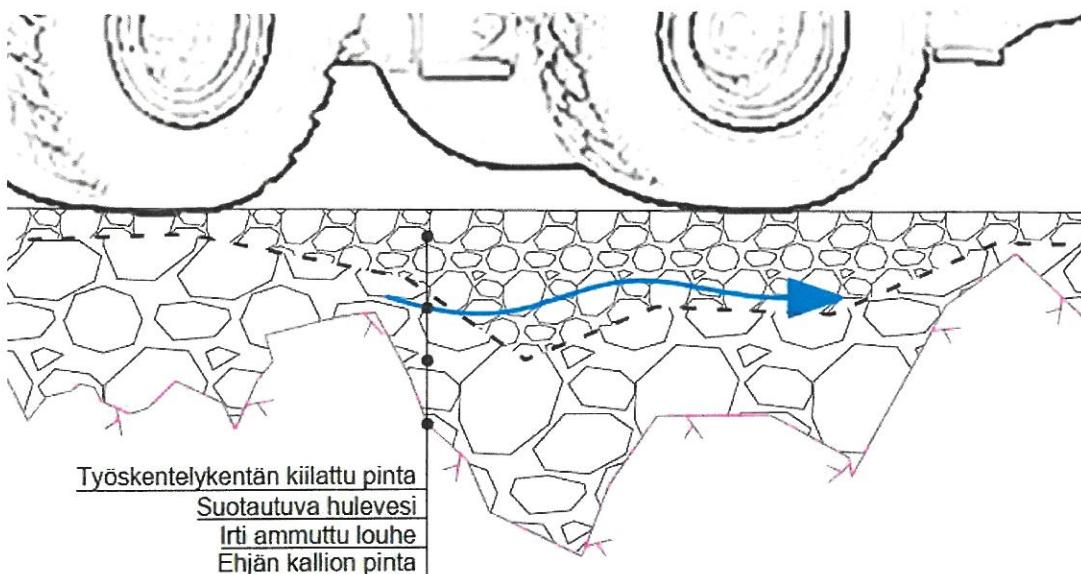 Työskentelykentän kiilattu pinta
Suotautuva hulevesi
Irti ammuttu louhe
Ehjän kallion pinta